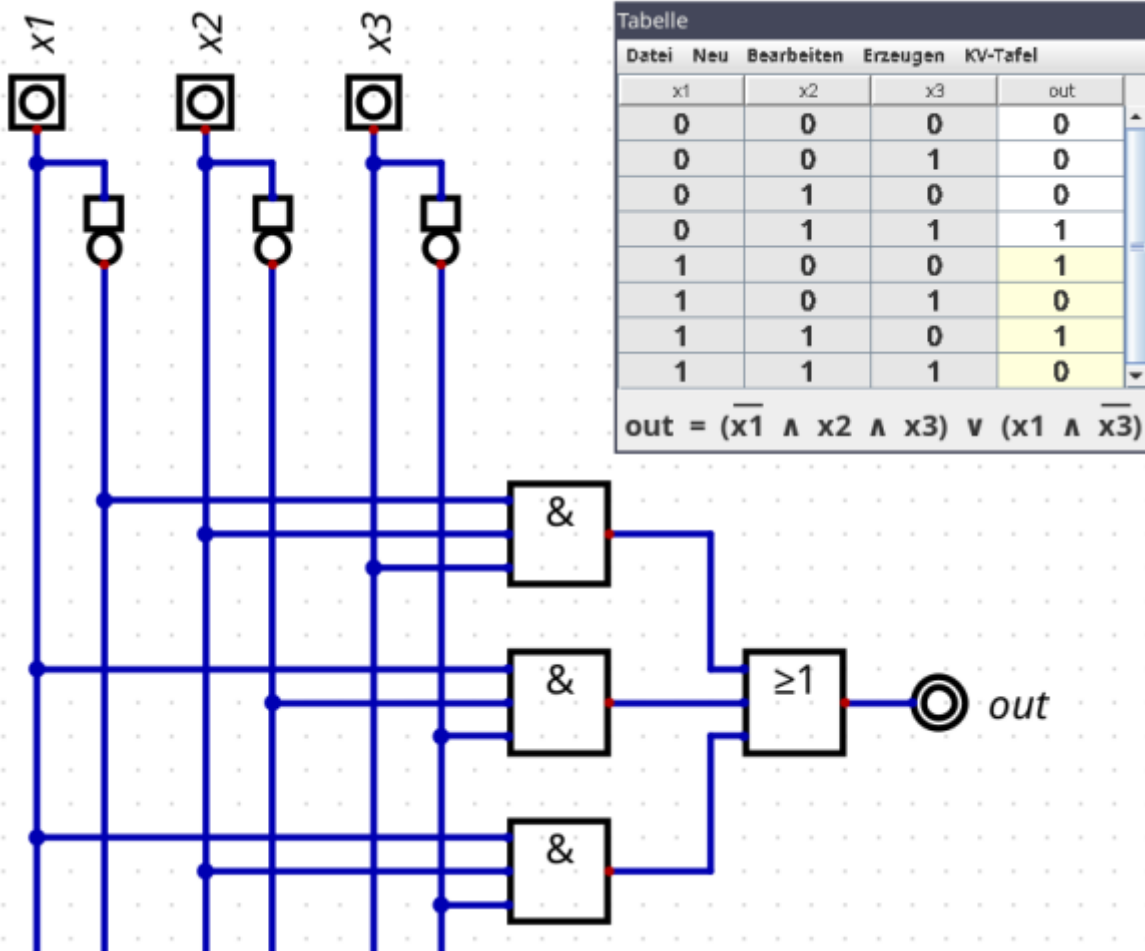 x1 x2 x3
Tabelle
Datei Neu Bearbeiten Erzeugen KV-Tafel
x1 x2 x3 out
0 0 0 0
0 0 1 0
0 1 0 0
0 1 1 1
1 0 0 1
1 0 1 0
1 1 0 1
1 1 1 0
out = (x̅1̅ ∧ x2 ∧ x3) ∨ (x1 ∧ x̅3̅)
&
&
≥1
out
&